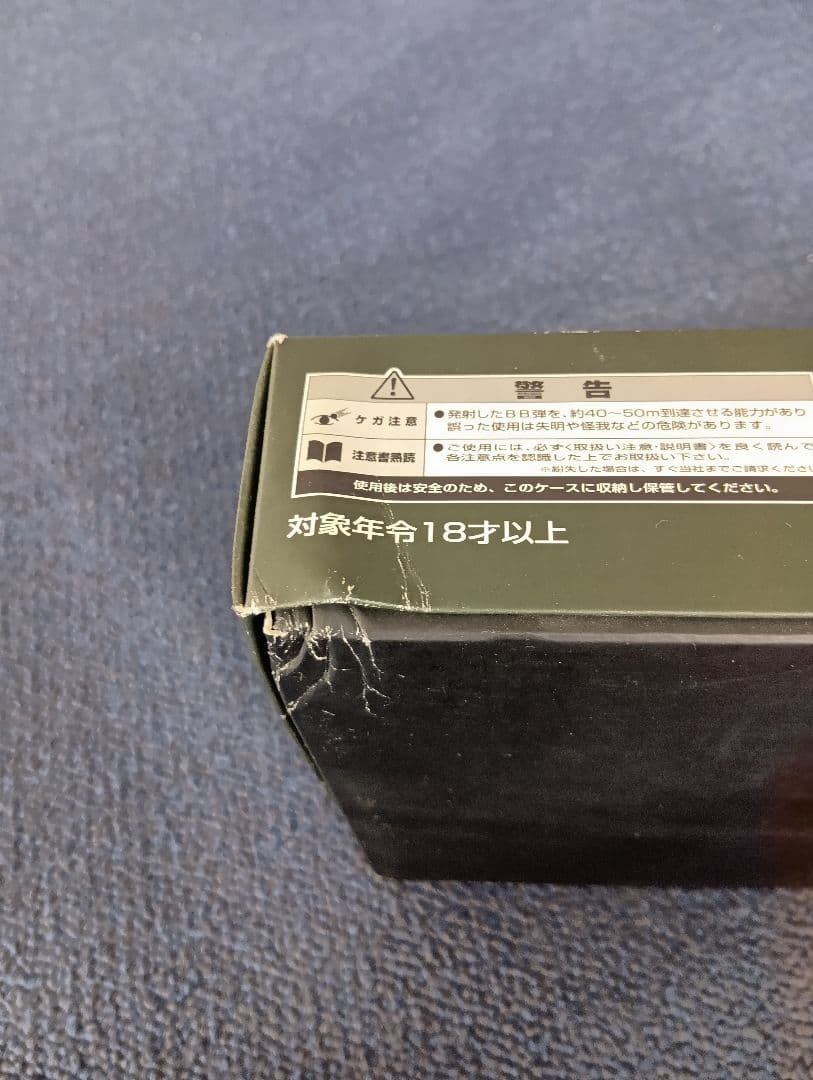 警告
ケガ注意
●発射したBB弾を、約40〜50m到達させる能力があり
誤った使用は失明や怪我などの危険があります。
注意書熟読
●ご使用には、必ず<取扱い注意・説明書>を良く読んで
各注意点を認識した上でお取扱い下さい。
※紛失した場合は、すぐ当社までご請求ください
使用後は安全のため、このケースに収納し保管してください。
対象年令18才以上